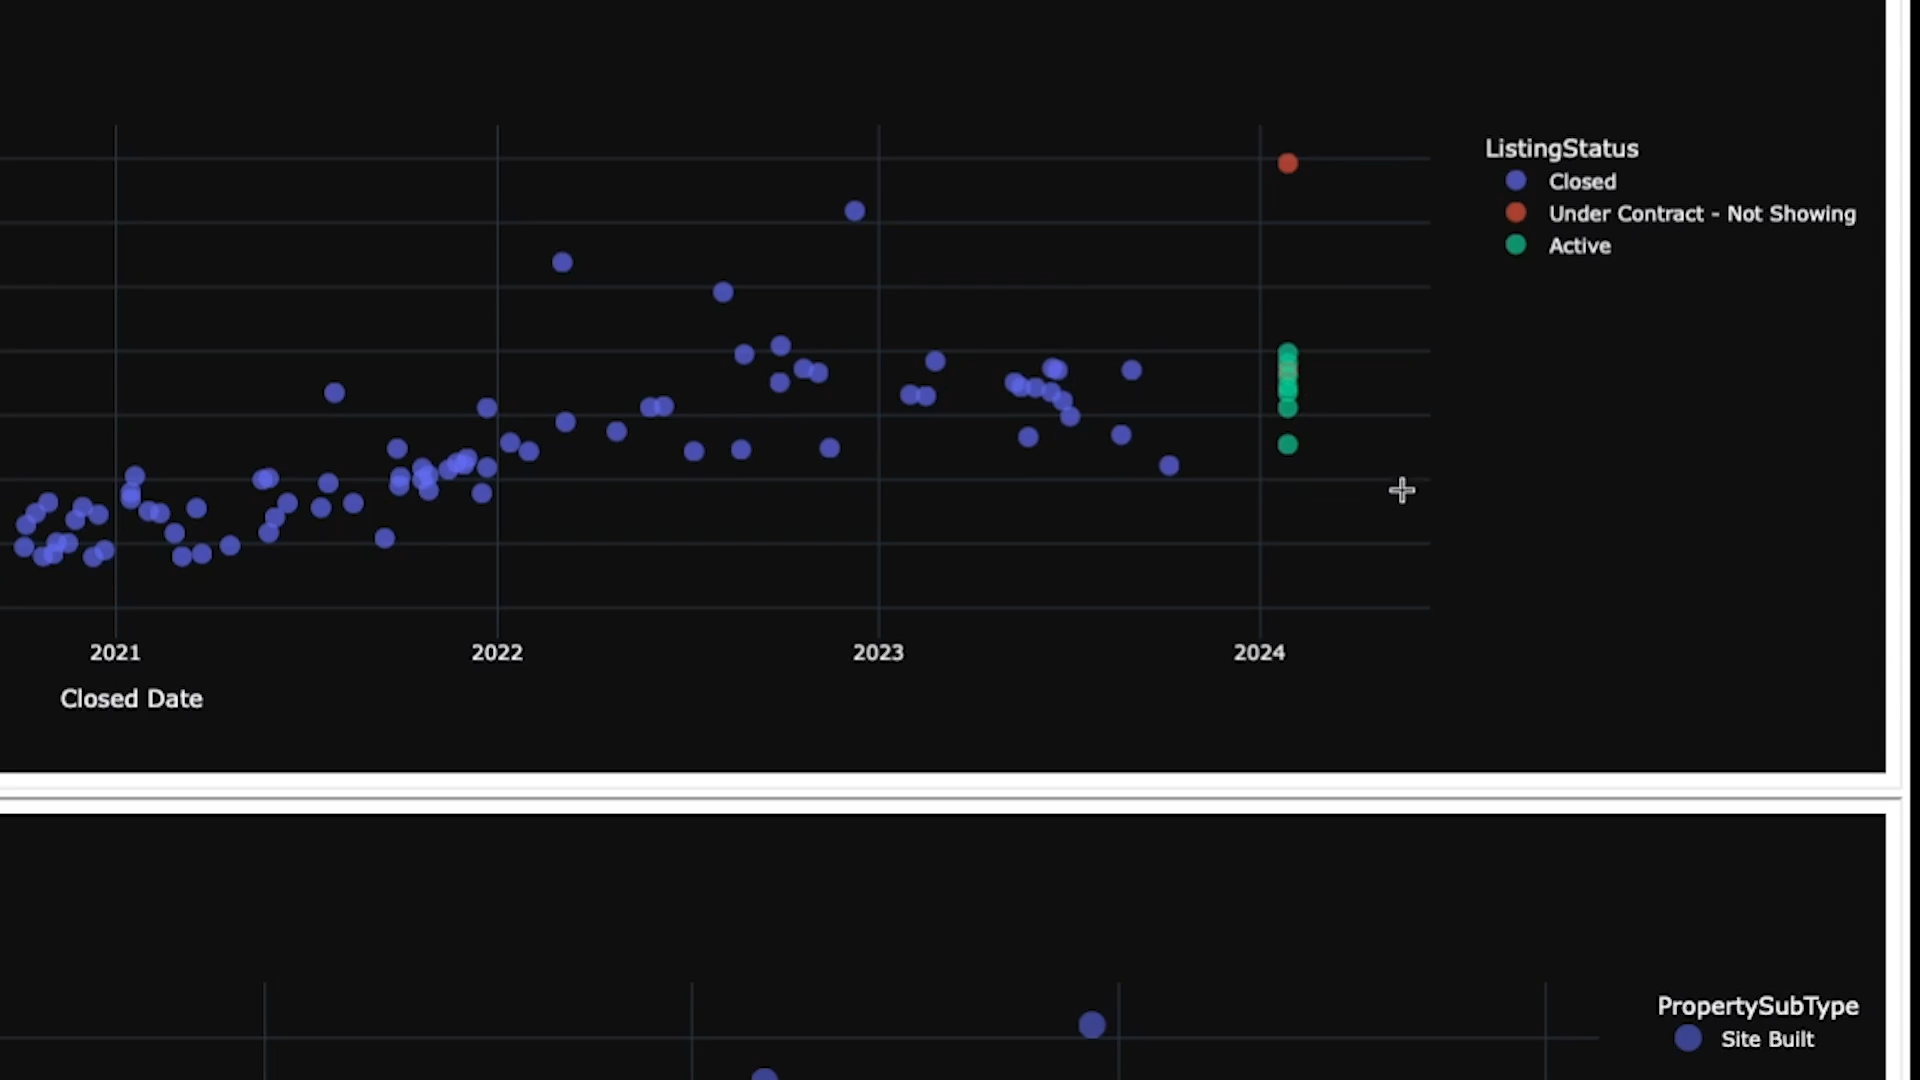 ListingStatus
Closed
Under Contract - Not Showing
Active
2021 2022 2023 2024
Closed Date
PropertySubType
Site Built